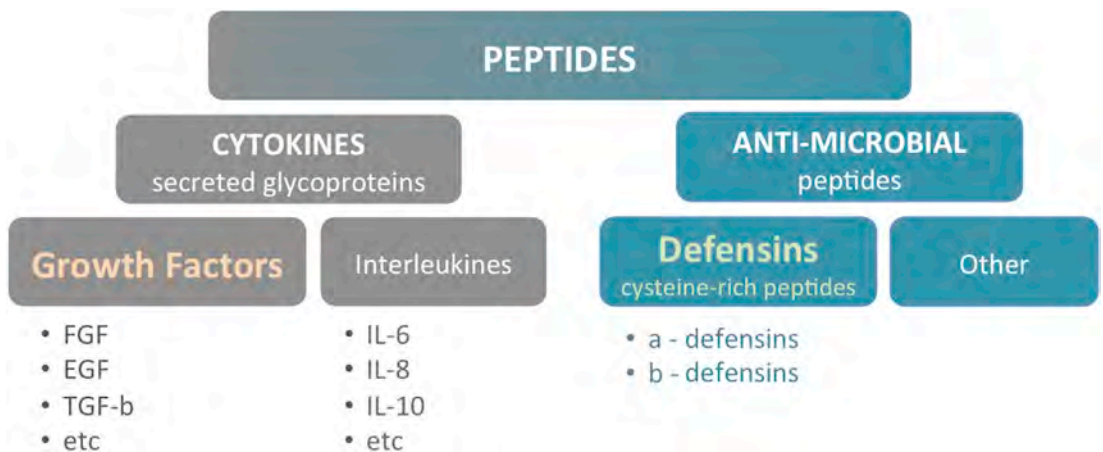 PEPTIDES
CYTOKINES
secreted glycoproteins
ANTI-MICROBIAL
peptides
Growth Factors
Interleukines
Defensins
cysteine-rich peptides
Other
• FGF
• EGF
• TGF-b
• etc
• IL-6
• IL-8
• IL-10
• etc
• a - defensins
• b - defensins